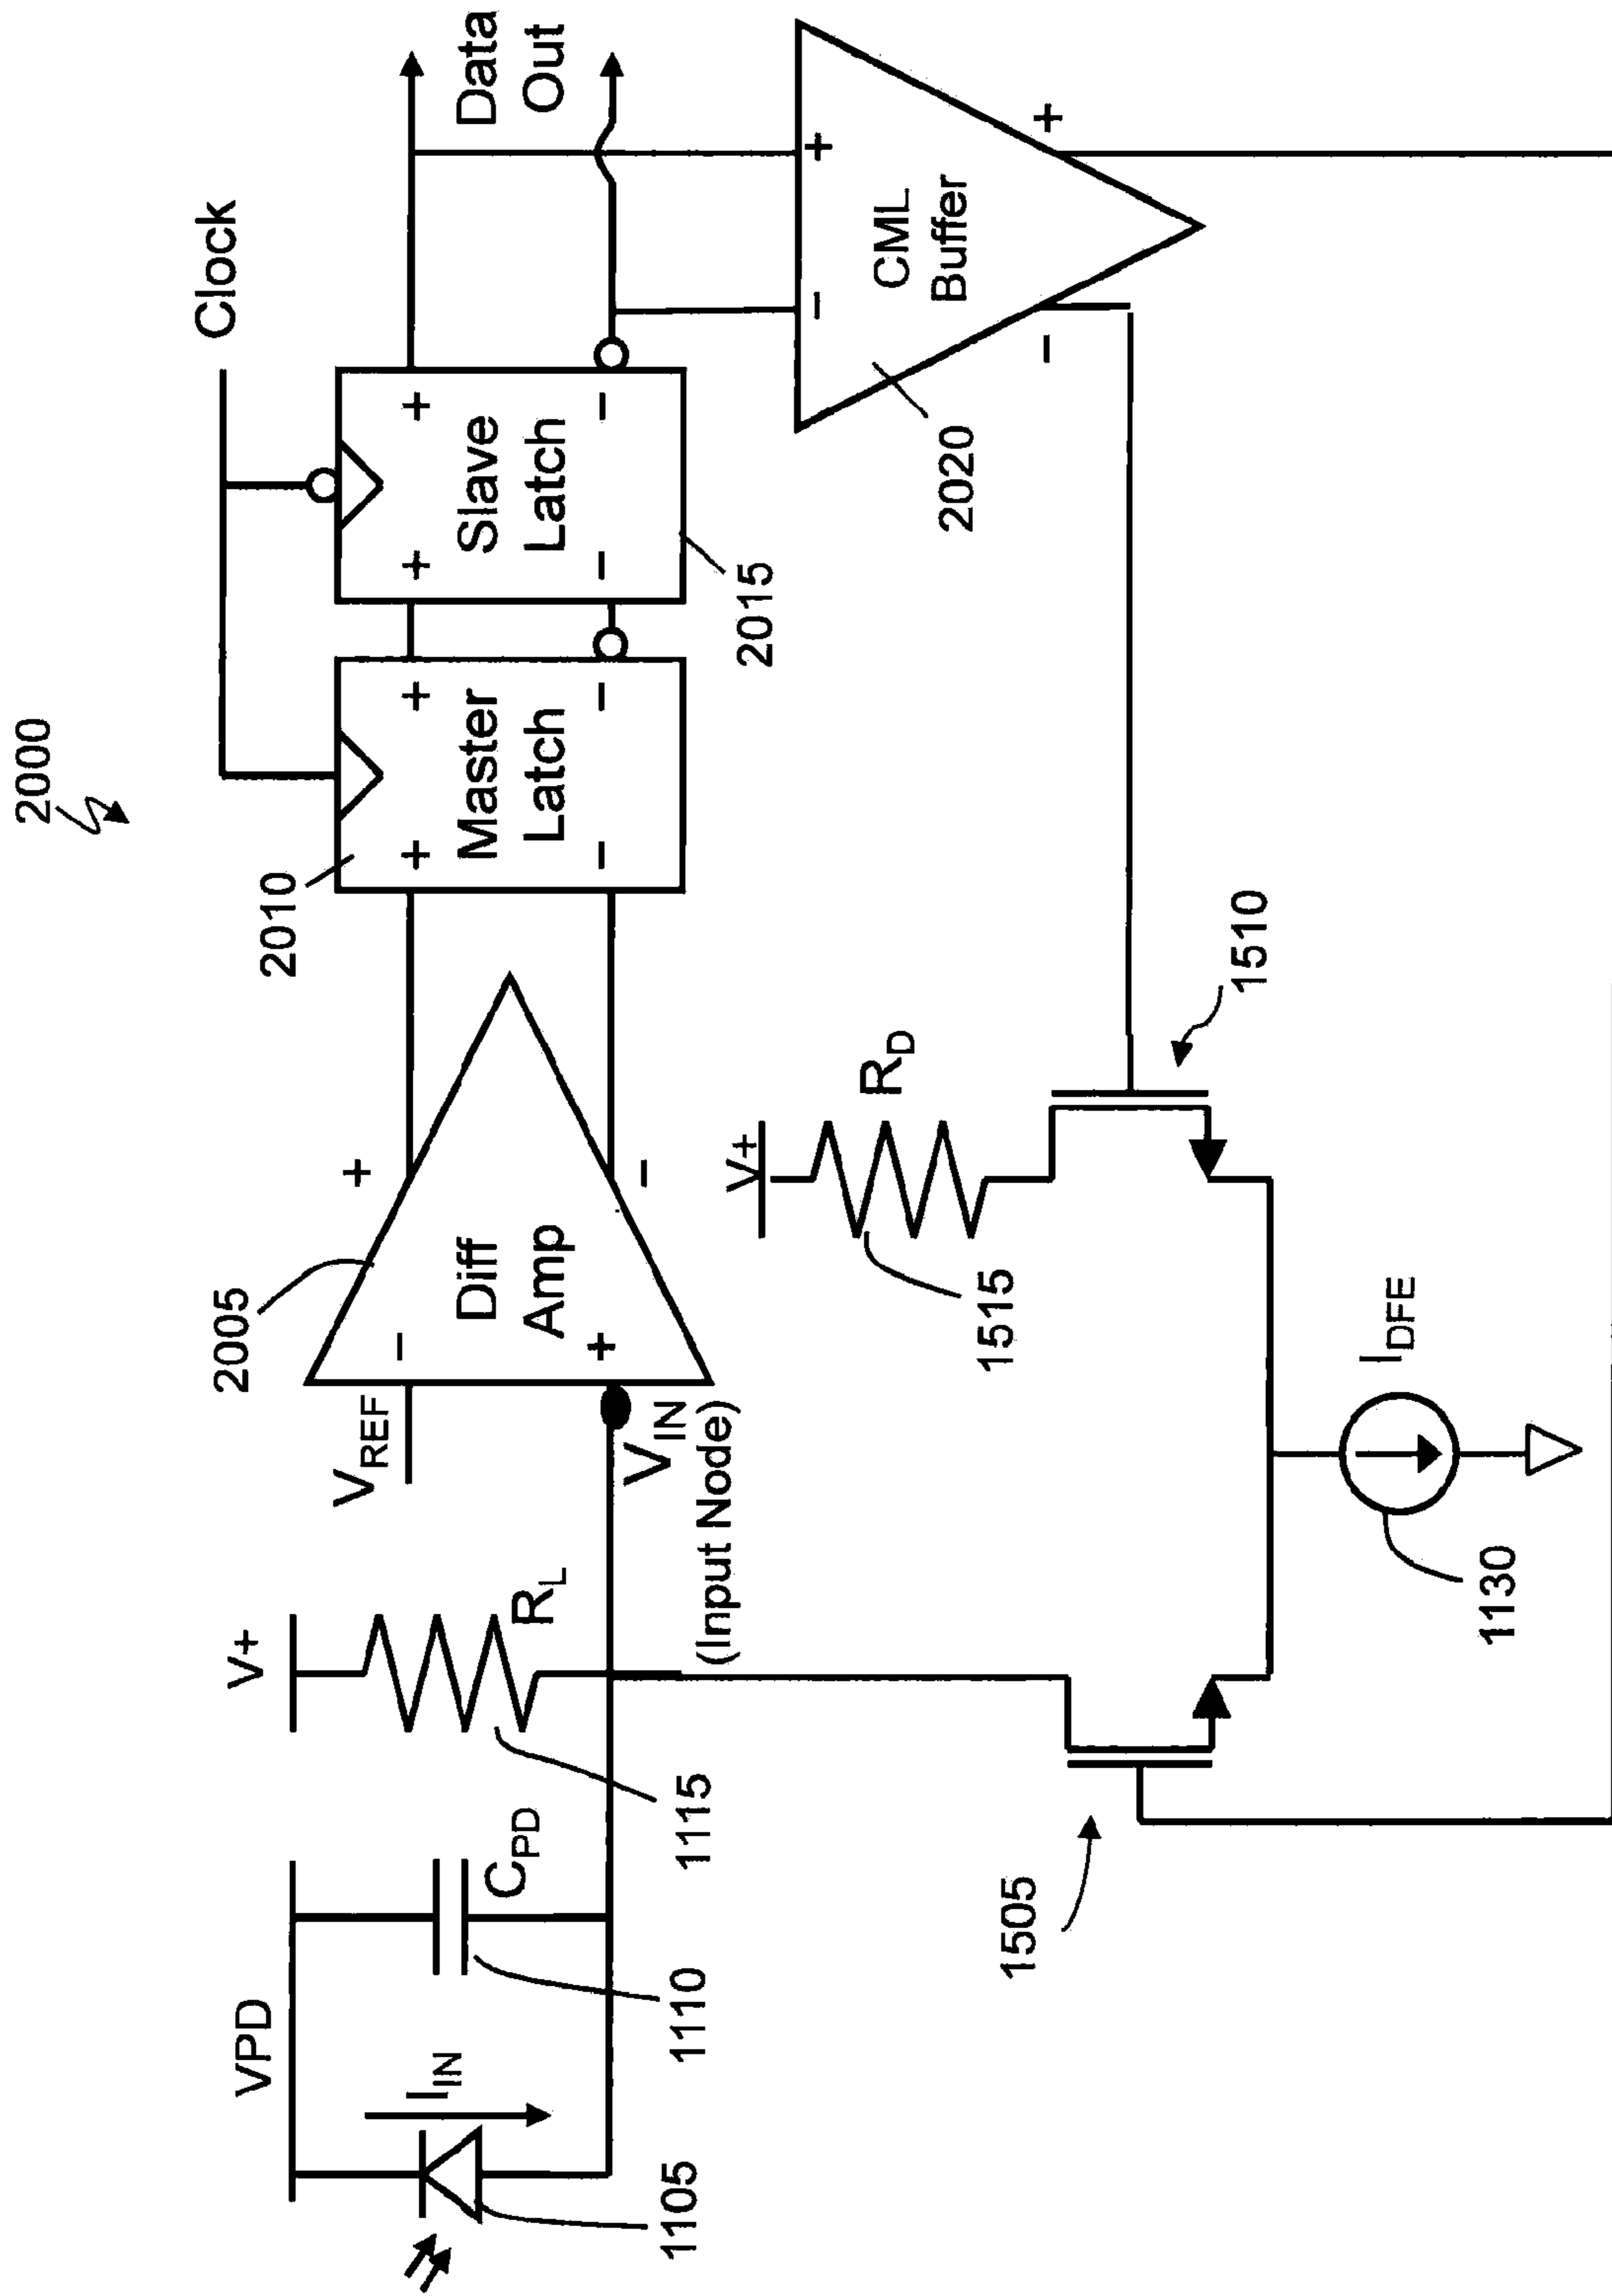 2000
Clock
Data
Out
2010
Master
Latch
+
+
−
−
Slave
Latch
+
+
−
−
2015
2005
Diff
Amp
−
+
+
−
VREF
VIN
(Input Node)
V+
RL
1115
VPD
IIN
CPD
1110
1105
CML
Buffer
−
+
−
+
2020
V+
RD
1515
1510
1505
IDFE
1130